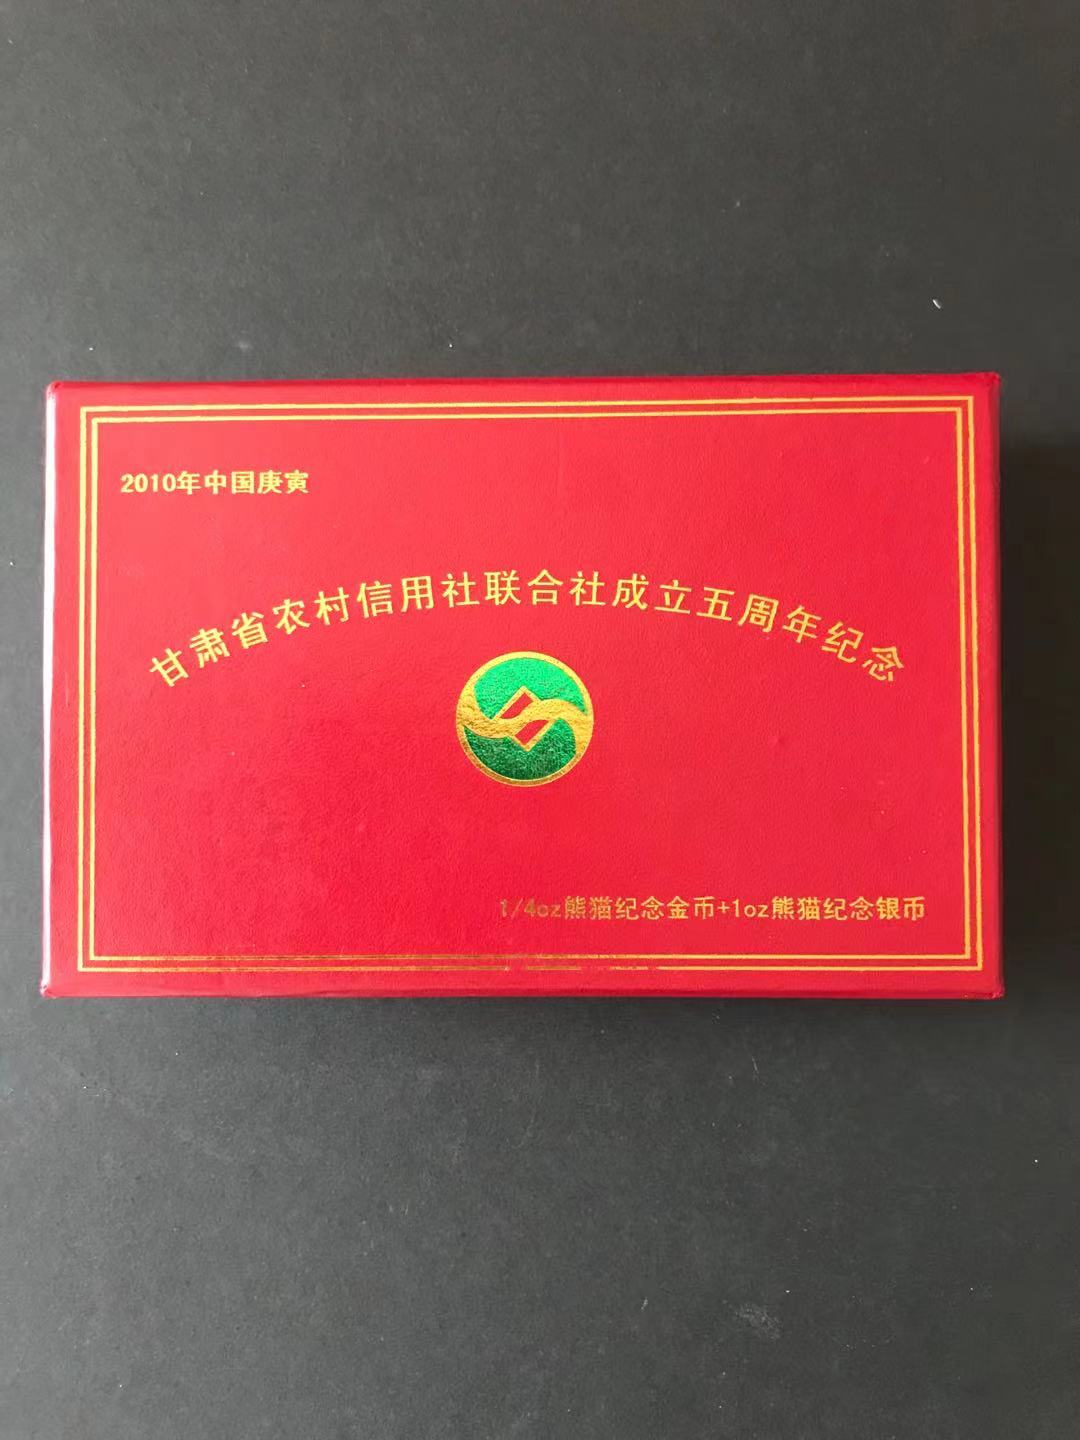 2010年中国庚寅
甘肃省农村信用社联合社成立五周年纪念
1/4oz熊猫纪念金币+1oz熊猫纪念银币